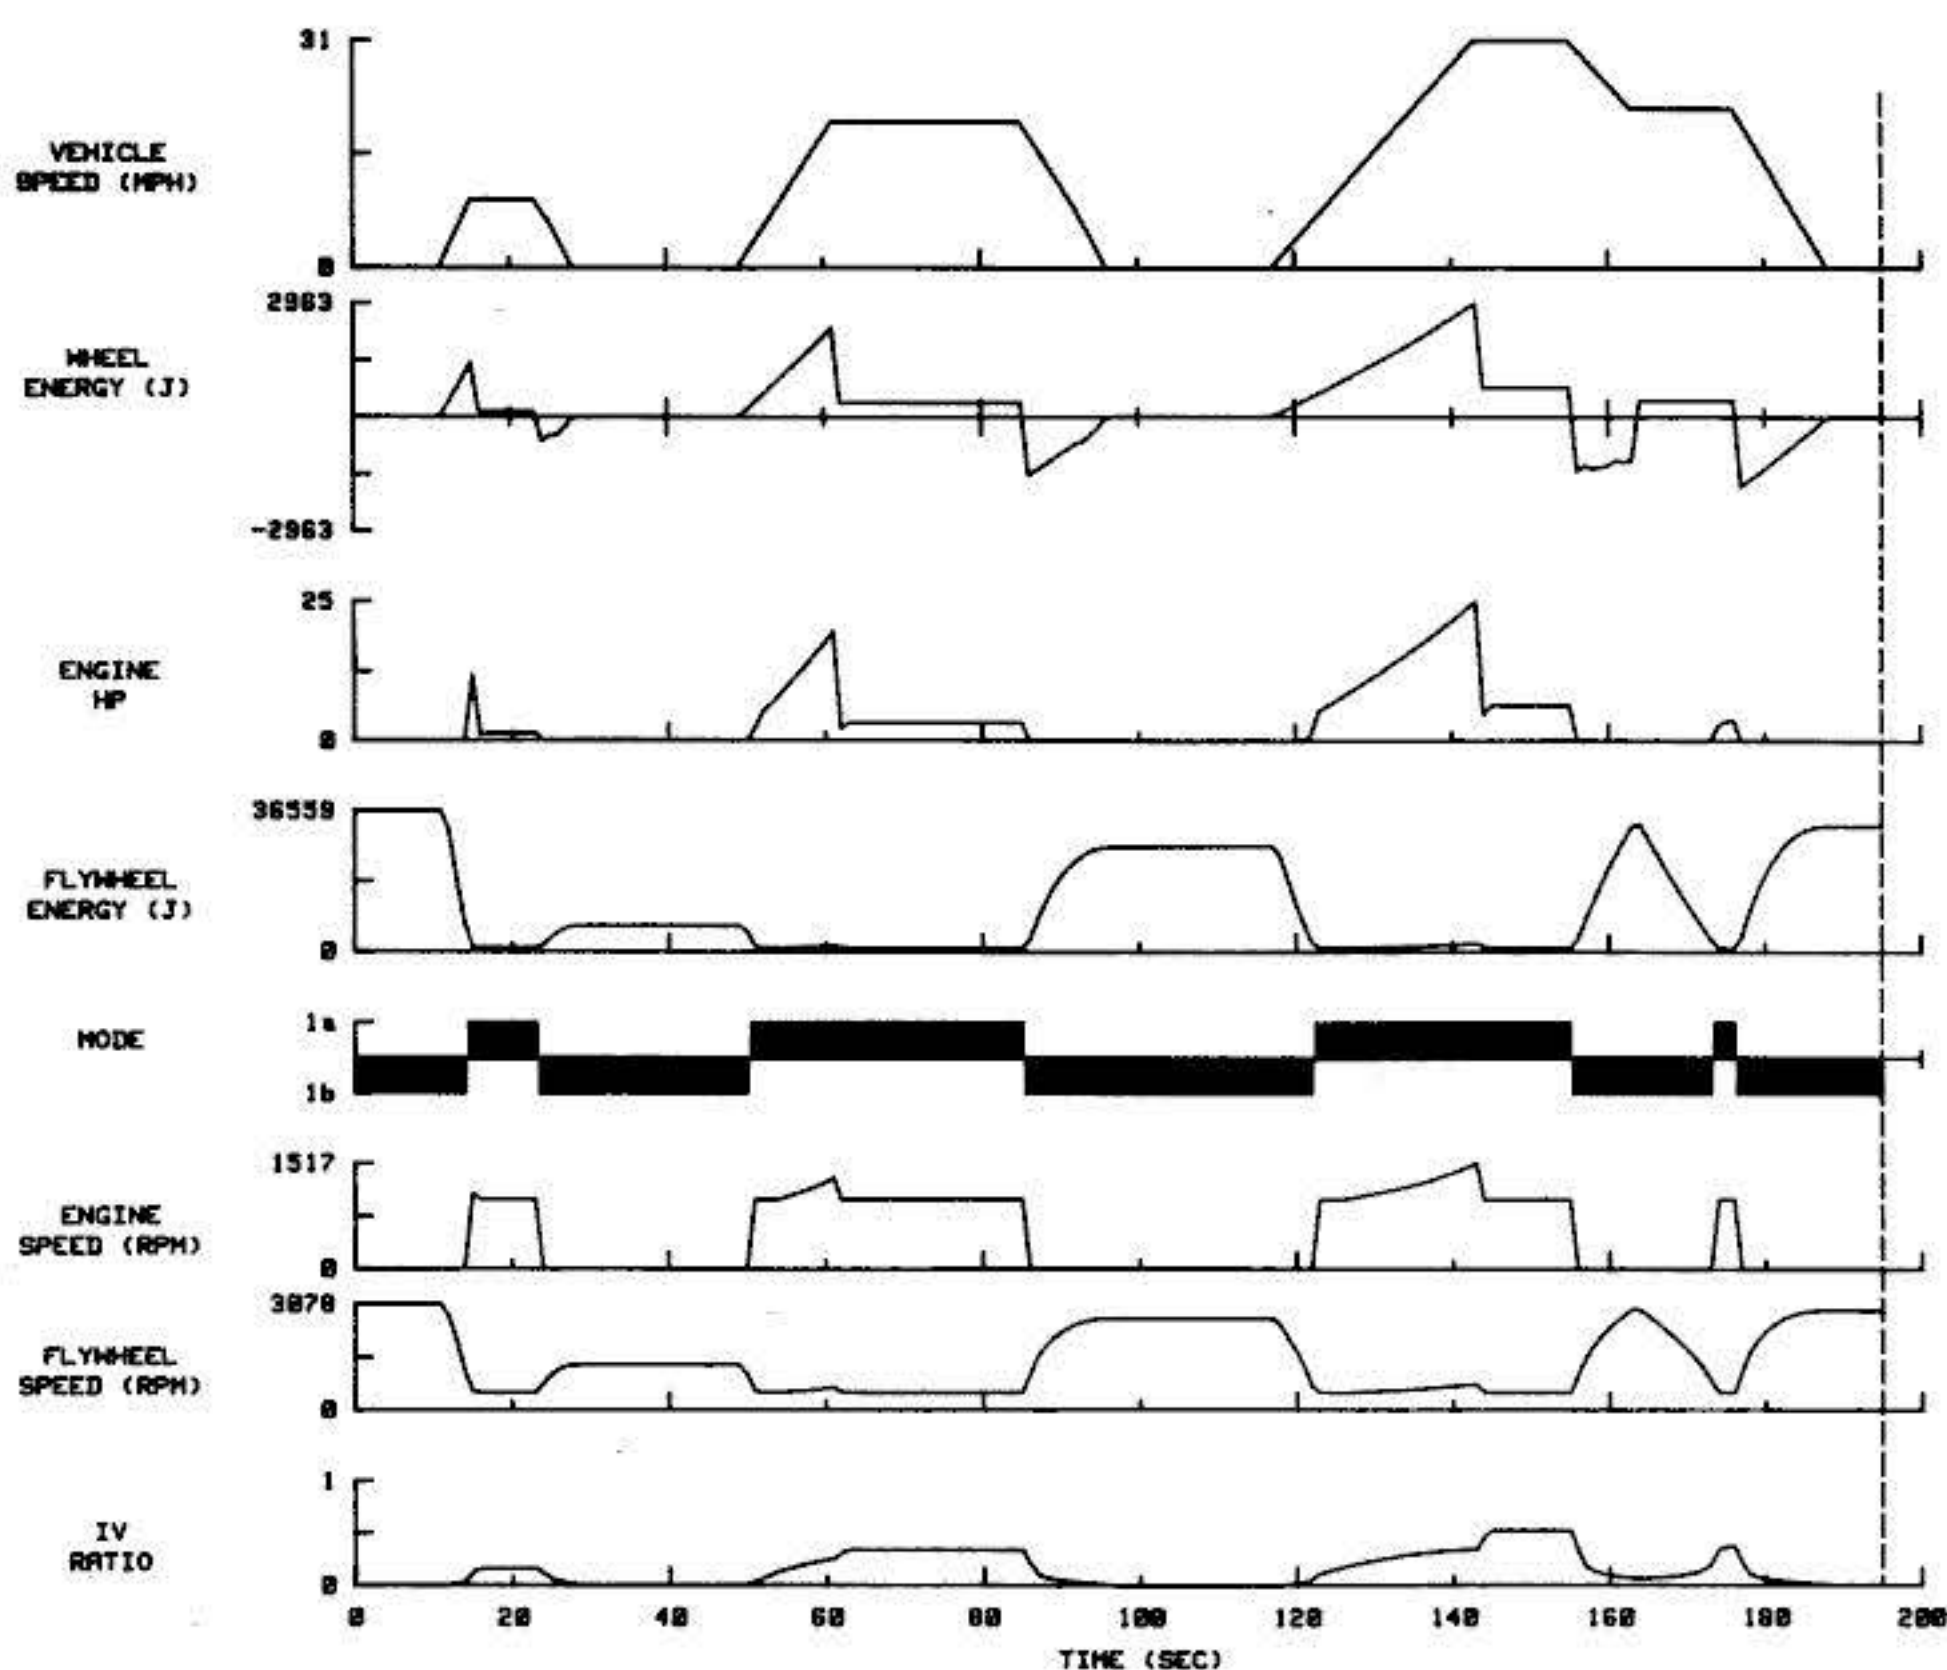 31
VEHICLE
SPEED (MPH)
0
2963
WHEEL
ENERGY (J)
-2963
25
ENGINE
HP
0
36559
FLYWHEEL
ENERGY (J)
0
1a
MODE
1b
1517
ENGINE
SPEED (RPM)
0
3070
FLYWHEEL
SPEED (RPM)
0
1
IV
RATIO
0
0 20 40 60 80 100 120 140 160 180 200
TIME (SEC)